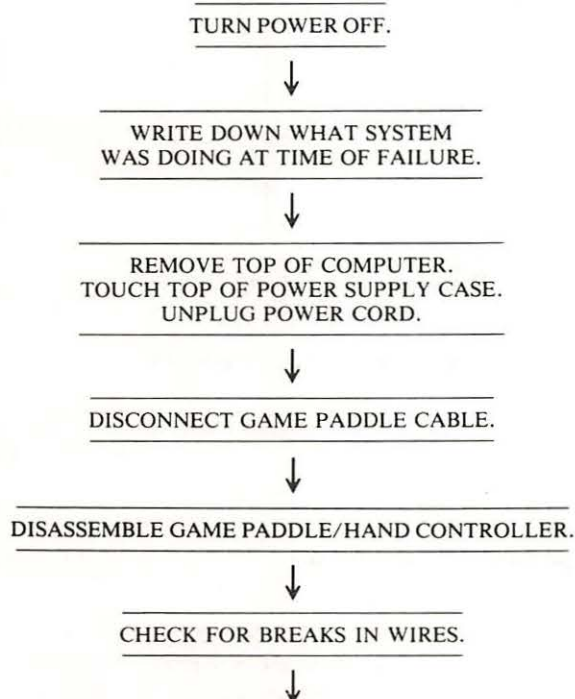 TURN POWER OFF.
WRITE DOWN WHAT SYSTEM
WAS DOING AT TIME OF FAILURE.
REMOVE TOP OF COMPUTER.
TOUCH TOP OF POWER SUPPLY CASE.
UNPLUG POWER CORD.
DISCONNECT GAME PADDLE CABLE.
DISASSEMBLE GAME PADDLE/HAND CONTROLLER.
CHECK FOR BREAKS IN WIRES.